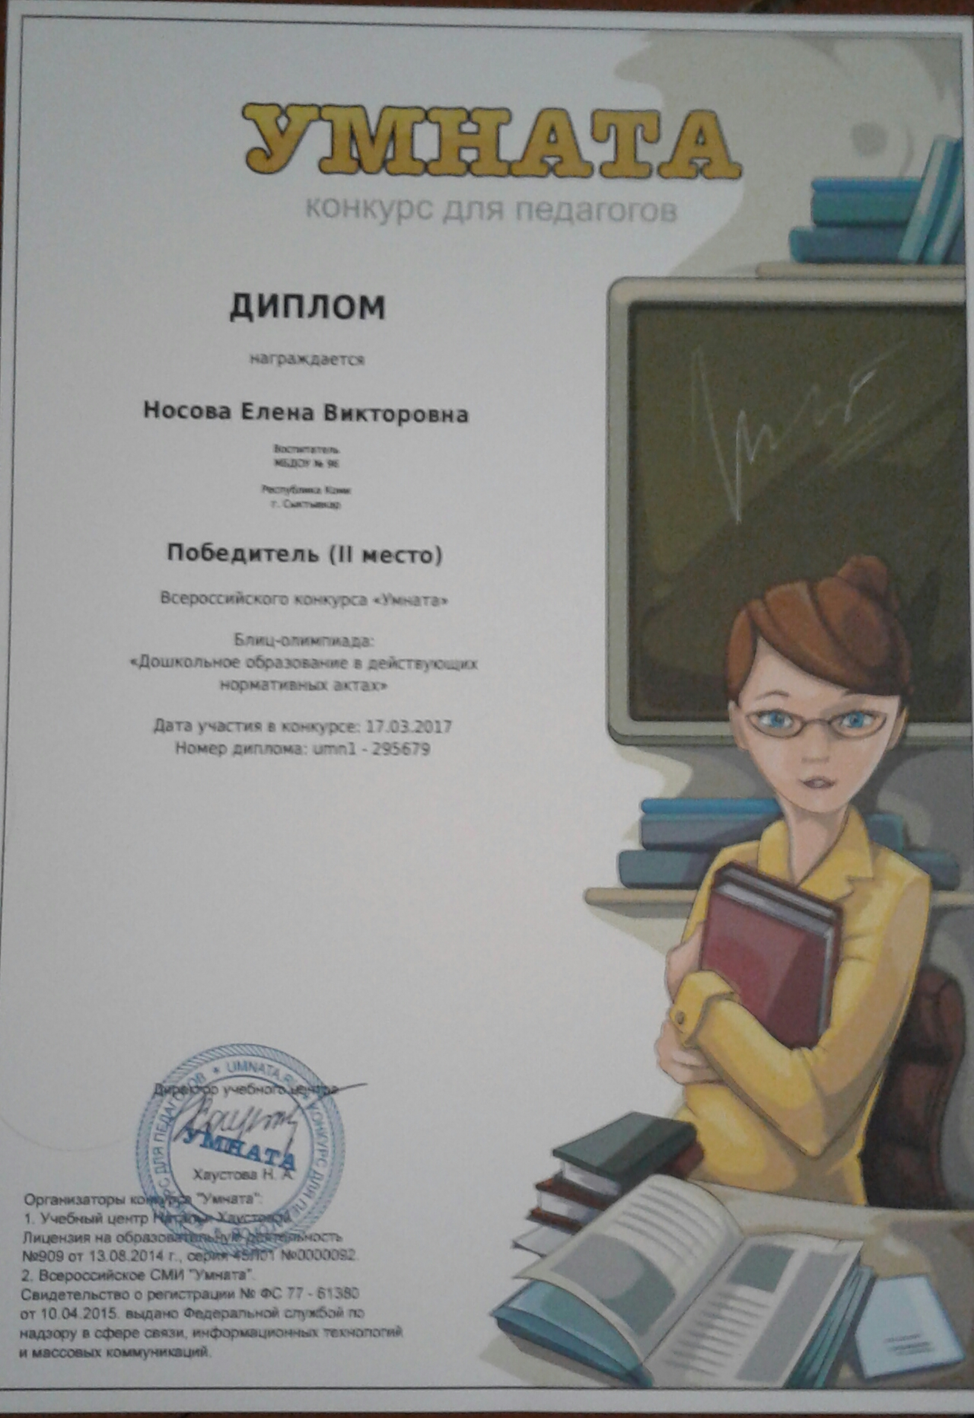 УМНАТА
конкурс для педагогов
ДИПЛОМ
награждается
Носова Елена Викторовна
Воспитатель
МБДОУ № 96
Республика Коми
г. Сыктывкар
Победитель (II место)
Всероссийского конкурса «Умната»
Блиц-олимпиада:
«Дошкольное образование в действующих
нормативных актах»
Дата участия в конкурсе: 17.03.2017
Номер диплома: umn1 - 295679
Директор учебного центра
УМНАТА
Хаустова Н. А.
Организаторы конкурса "Умната":
1. Учебный центр Натальи Хаустовой
Лицензия на образовательную деятельность
№909 от 13.08.2014 г., серия 45Л01 №0000092.
2. Всероссийское СМИ "Умната".
Свидетельство о регистрации № ФС 77 - 61380
от 10.04.2015. выдано Федеральной службой по
надзору в сфере связи, информационных технологий
и массовых коммуникаций.